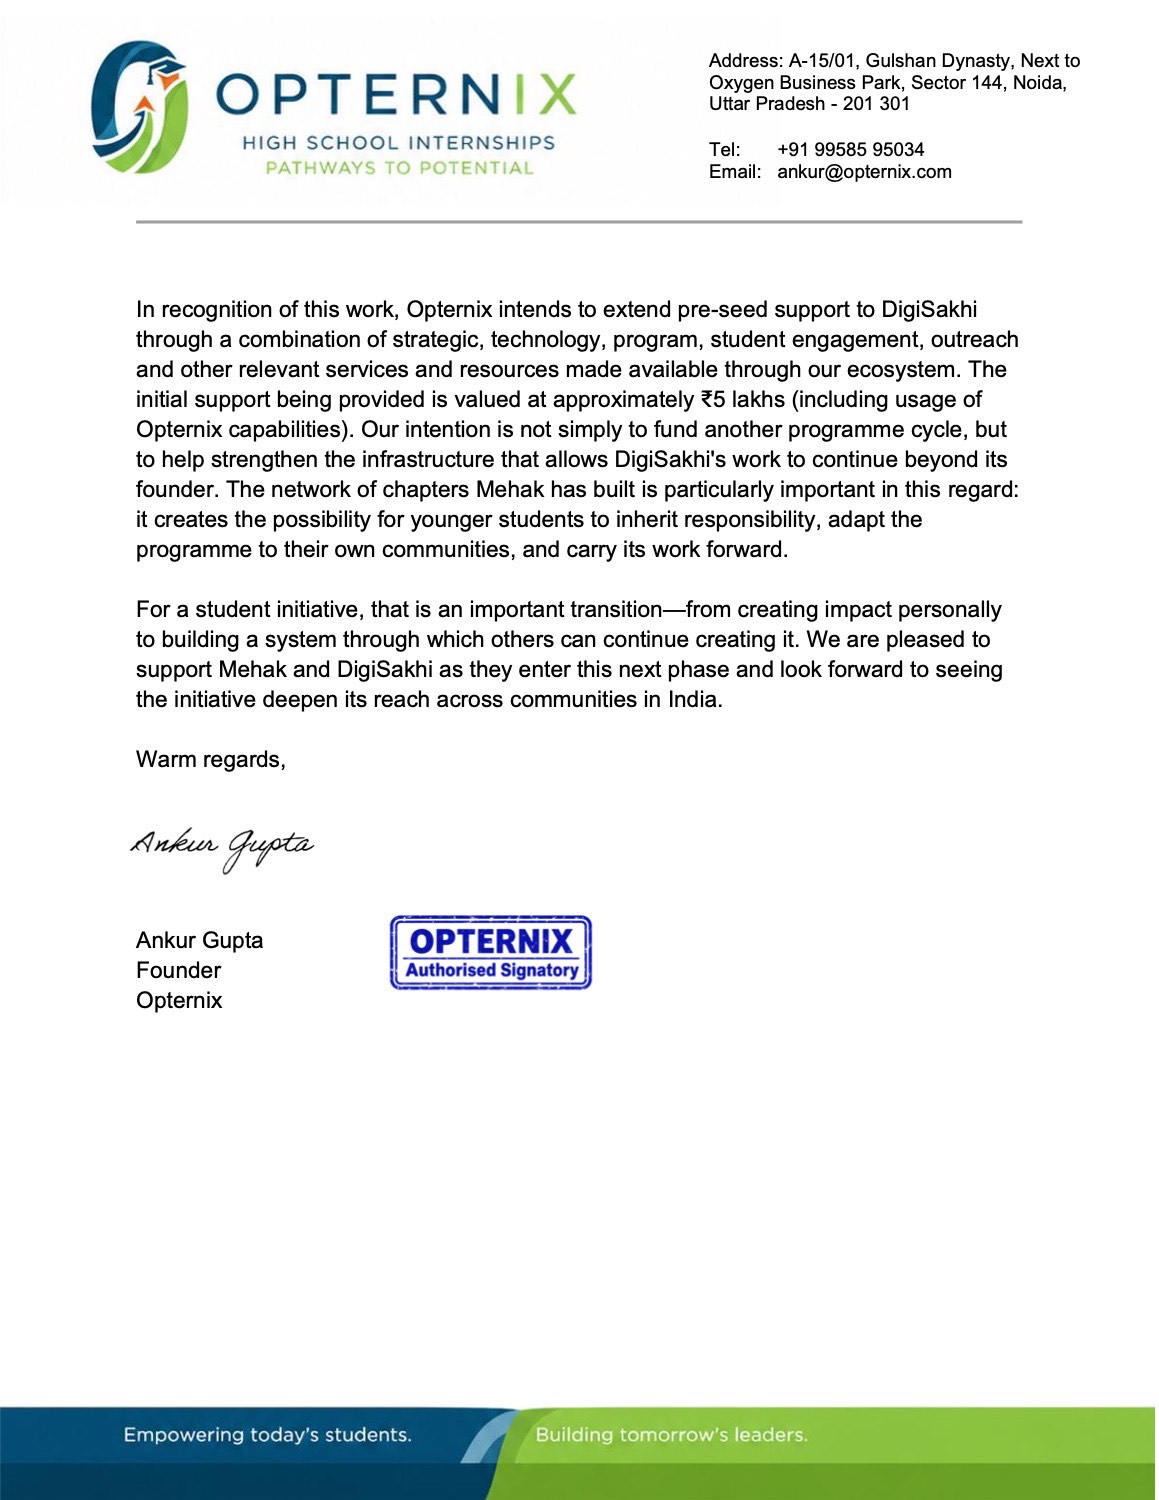 OPTERNIX
HIGH SCHOOL INTERNSHIPS
PATHWAYS TO POTENTIAL
Address: A-15/01, Gulshan Dynasty, Next to
Oxygen Business Park, Sector 144, Noida,
Uttar Pradesh - 201 301
Tel: +91 99585 95034
Email: ankur@opternix.com
In recognition of this work, Opternix intends to extend pre-seed support to DigiSakhi
through a combination of strategic, technology, program, student engagement, outreach
and other relevant services and resources made available through our ecosystem. The
initial support being provided is valued at approximately ₹5 lakhs (including usage of
Opternix capabilities). Our intention is not simply to fund another programme cycle, but
to help strengthen the infrastructure that allows DigiSakhi's work to continue beyond its
founder. The network of chapters Mehak has built is particularly important in this regard:
it creates the possibility for younger students to inherit responsibility, adapt the
programme to their own communities, and carry its work forward.
For a student initiative, that is an important transition—from creating impact personally
to building a system through which others can continue creating it. We are pleased to
support Mehak and DigiSakhi as they enter this next phase and look forward to seeing
the initiative deepen its reach across communities in India.
Warm regards,
Ankur Gupta
Ankur Gupta
Founder
Opternix
OPTERNIX
Authorised Signatory
Empowering today's students.
Building tomorrow's leaders.